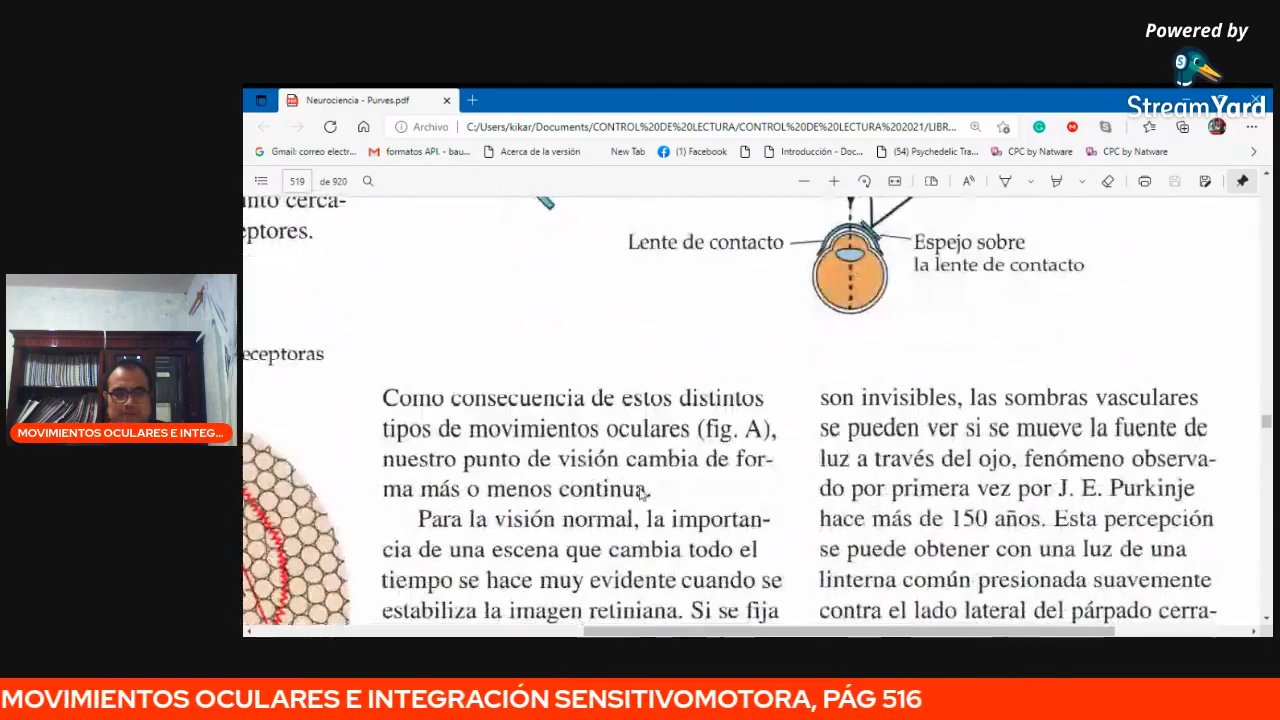 Powered by
StreamYard
Neurociencia - Purves.pdf
Archivo
C:/Users/kikar/Documents/CONTROL%20DE%20LECTURA/CONTROL%20DE%20LECTURA%202021/LIBR...
Gmail: correo electr...
formatos API. - bau...
Acerca de la versión
New Tab
(1) Facebook
Introducción - Doc...
(54) Psychedelic Tra...
CPC by Natware
CPC by Natware
519
de 920
cerca-
eptores.
Lente de contacto
Espejo sobre
la lente de contacto
eceptoras
Como consecuencia de estos distintos
tipos de movimientos oculares (fig. A),
nuestro punto de visión cambia de for-
ma más o menos continua.
Para la visión normal, la importan-
cia de una escena que cambia todo el
tiempo se hace muy evidente cuando se
estabiliza la imagen retiniana. Si se fija
son invisibles, las sombras vasculares
se pueden ver si se mueve la fuente de
luz a través del ojo, fenómeno observa-
do por primera vez por J. E. Purkinje
hace más de 150 años. Esta percepción
se puede obtener con una luz de una
linterna común presionada suavemente
contra el lado lateral del párpado cerra-
MOVIMIENTOS OCULARES E INTEG...
MOVIMIENTOS OCULARES E INTEGRACIÓN SENSITIVOMOTORA, PÁG 516